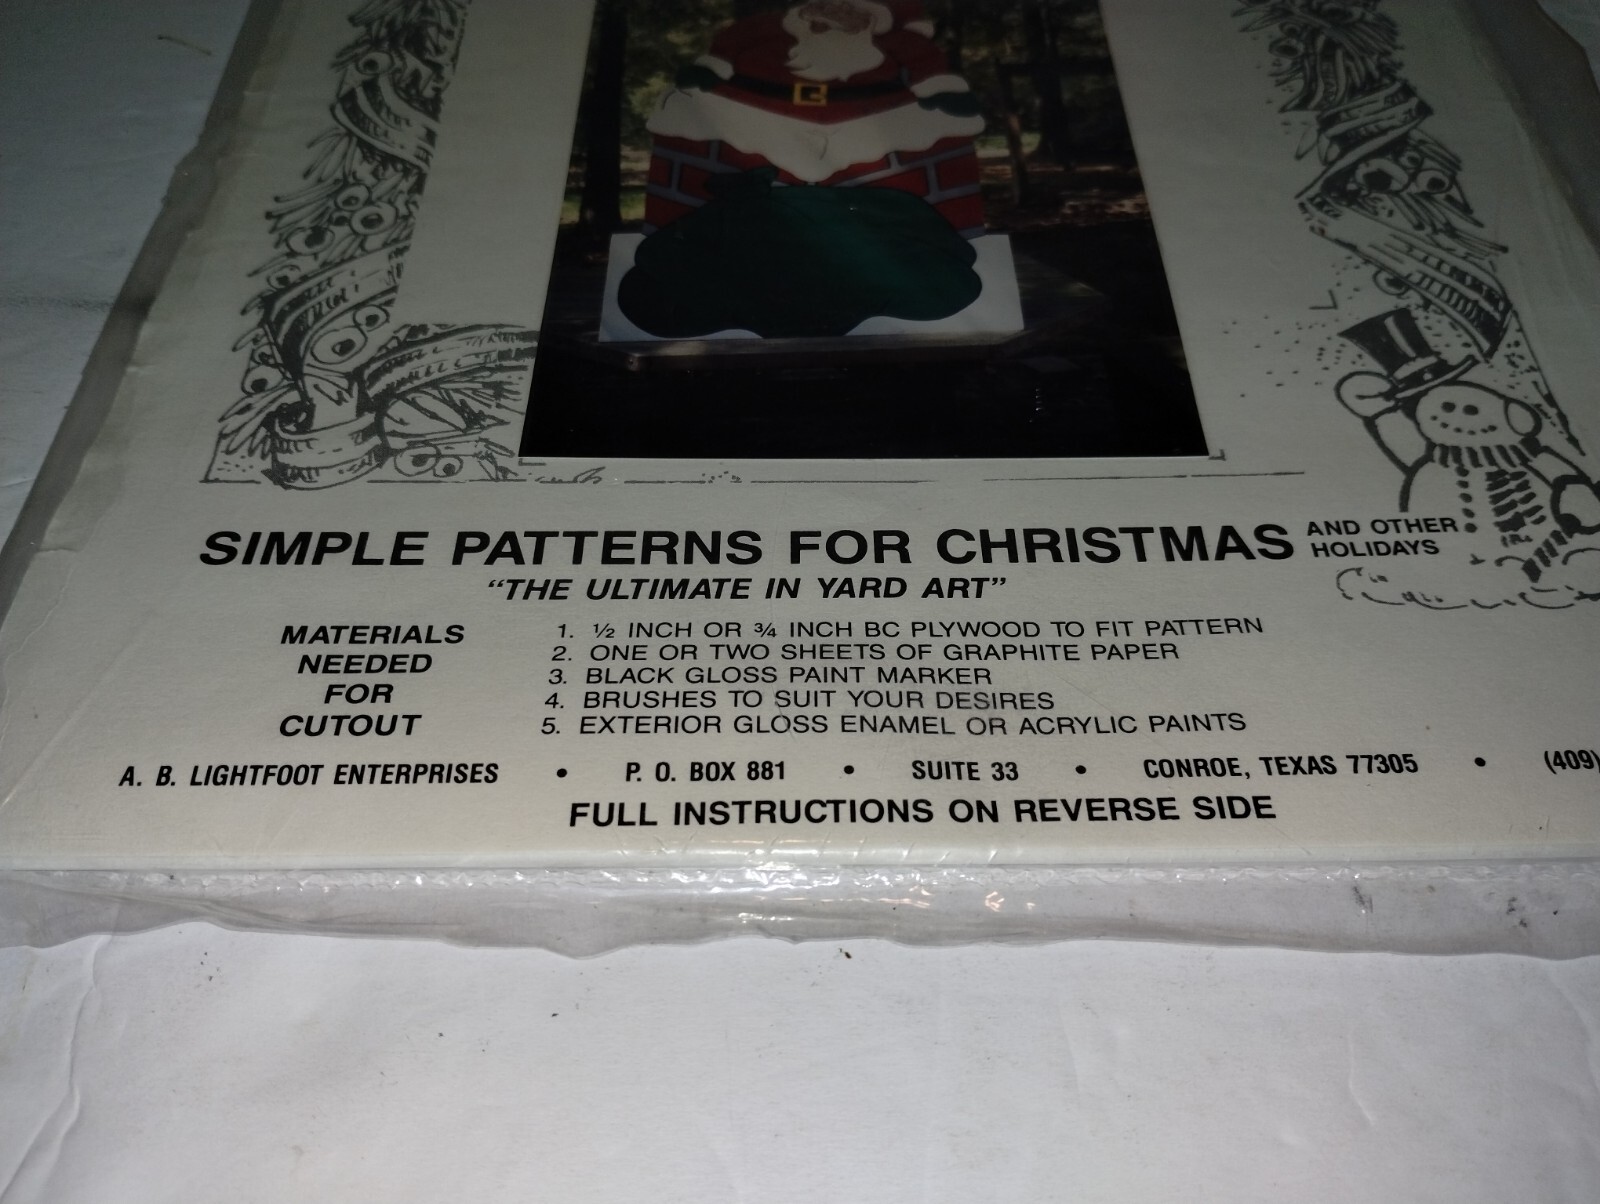 SIMPLE PATTERNS FOR CHRISTMAS AND OTHER HOLIDAYS
“THE ULTIMATE IN YARD ART”
MATERIALS
NEEDED
FOR
CUTOUT
1. ½ INCH OR ¾ INCH BC PLYWOOD TO FIT PATTERN
2. ONE OR TWO SHEETS OF GRAPHITE PAPER
3. BLACK GLOSS PAINT MARKER
4. BRUSHES TO SUIT YOUR DESIRES
5. EXTERIOR GLOSS ENAMEL OR ACRYLIC PAINTS
A. B. LIGHTFOOT ENTERPRISES • P. O. BOX 881 • SUITE 33 • CONROE, TEXAS 77305 • (409)
FULL INSTRUCTIONS ON REVERSE SIDE